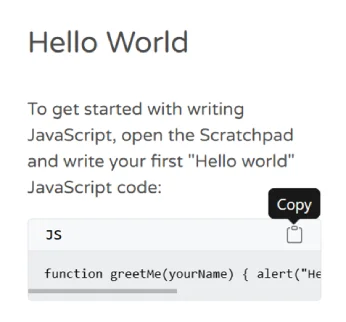 Hello World
To get started with writing
JavaScript, open the Scratchpad
and write your first "Hello world"
JavaScript code:
Copy
JS
function greetMe(yourName) { alert("He